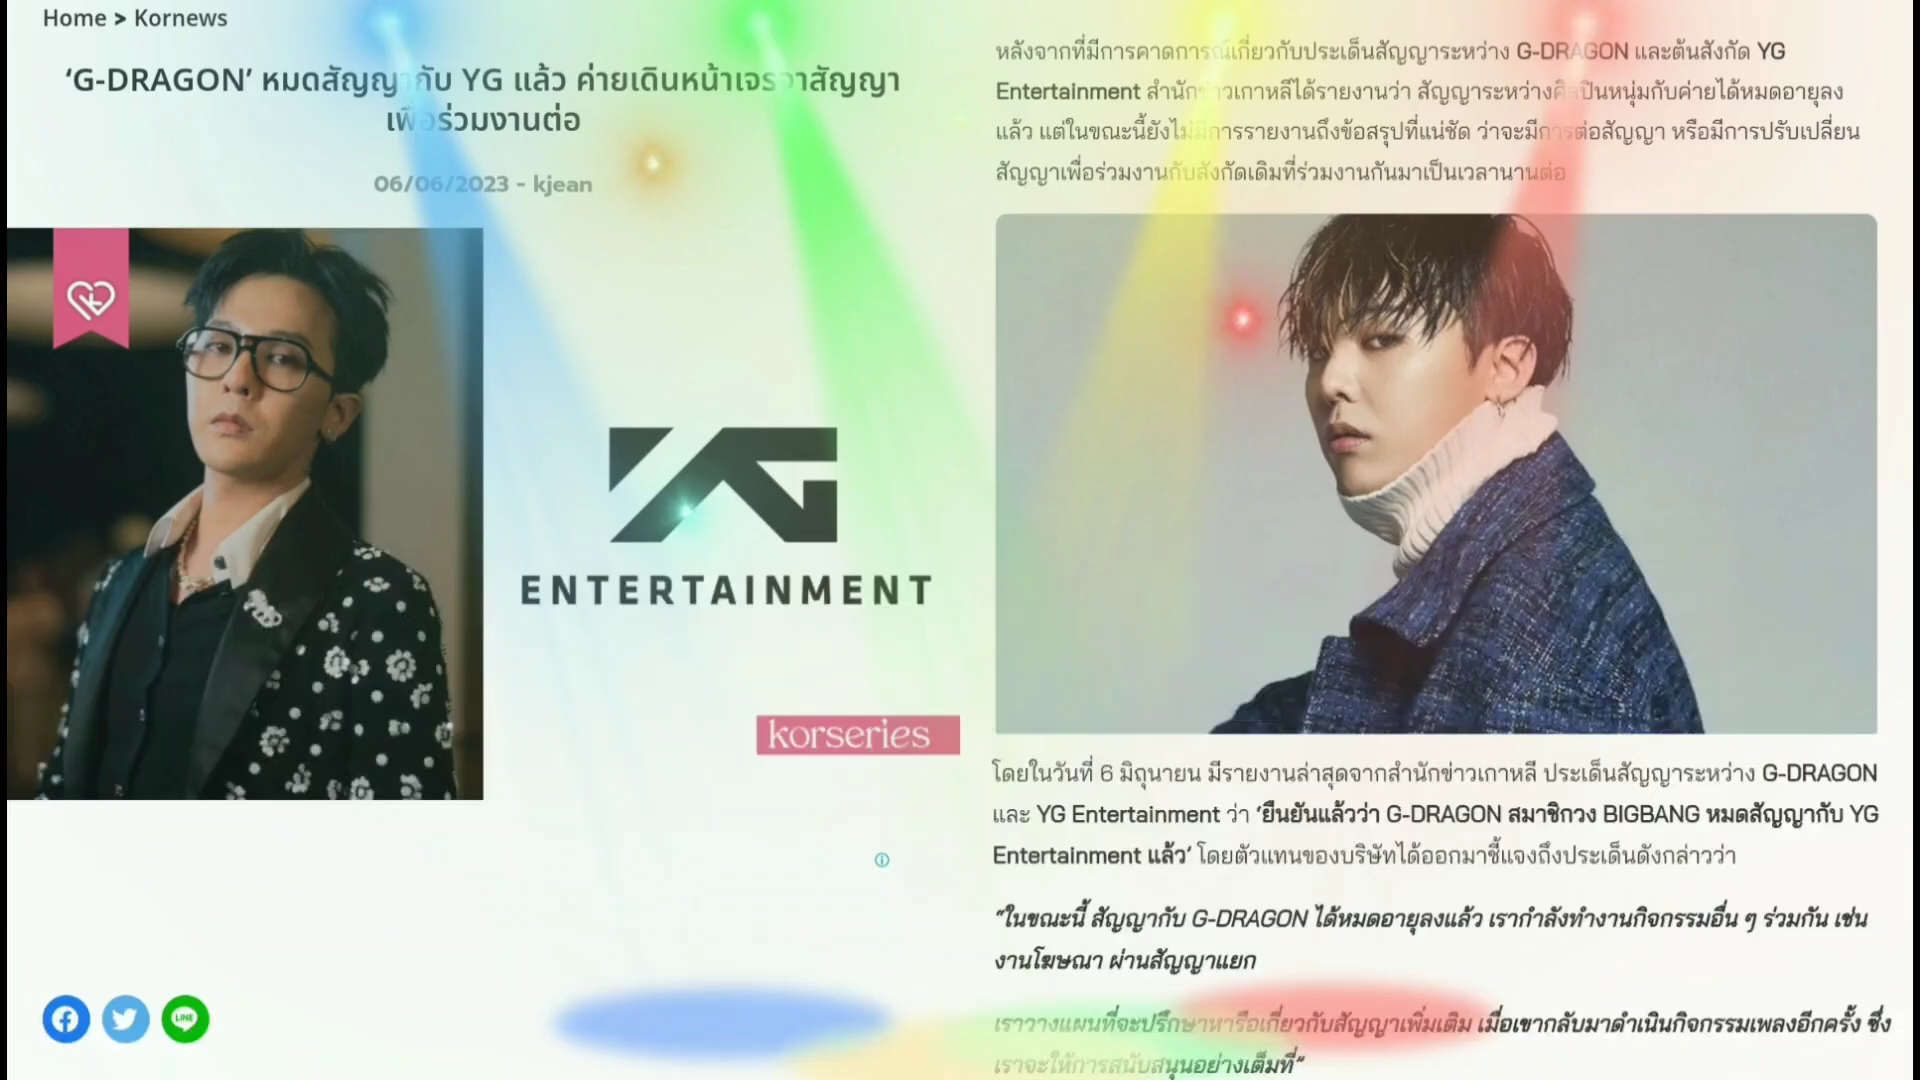 Home > Kornews
‘G-DRAGON’ หมดสัญญากับ YG แล้ว ค่ายเดินหน้าเจรจาสัญญา
เพื่อร่วมงานต่อ
06/06/2023 - kjean
YG
ENTERTAINMENT
korseries
LINE
หลังจากที่มีการคาดการณ์เกี่ยวกับประเด็นสัญญาระหว่าง G-DRAGON และต้นสังกัด YG
Entertainment สำนักข่าวเกาหลีได้รายงานว่า สัญญาระหว่างศิลปินหนุ่มกับค่ายได้หมดอายุลง
แล้ว แต่ในขณะนี้ยังไม่มีการรายงานถึงข้อสรุปที่แน่ชัด ว่าจะมีการต่อสัญญา หรือมีการปรับเปลี่ยน
สัญญาเพื่อร่วมงานกับสังกัดเดิมที่ร่วมงานกันมาเป็นเวลานานต่อ
โดยในวันที่ 6 มิถุนายน มีรายงานล่าสุดจากสำนักข่าวเกาหลี ประเด็นสัญญาระหว่าง G-DRAGON
และ YG Entertainment ว่า ‘ยืนยันแล้วว่า G-DRAGON สมาชิกวง BIGBANG หมดสัญญากับ YG
Entertainment แล้ว’ โดยตัวแทนของบริษัทได้ออกมาชี้แจงถึงประเด็นดังกล่าวว่า
“ในขณะนี้ สัญญากับ G-DRAGON ได้หมดอายุลงแล้ว เรากำลังทำงานกิจกรรมอื่น ๆ ร่วมกัน เช่น
งานโฆษณา ผ่านสัญญาแยก
เราวางแผนที่จะปรึกษาหารือเกี่ยวกับสัญญาเพิ่มเติม เมื่อเขากลับมาดำเนินกิจกรรมเพลงอีกครั้ง ซึ่ง
เราจะให้การสนับสนุนอย่างเต็มที่”